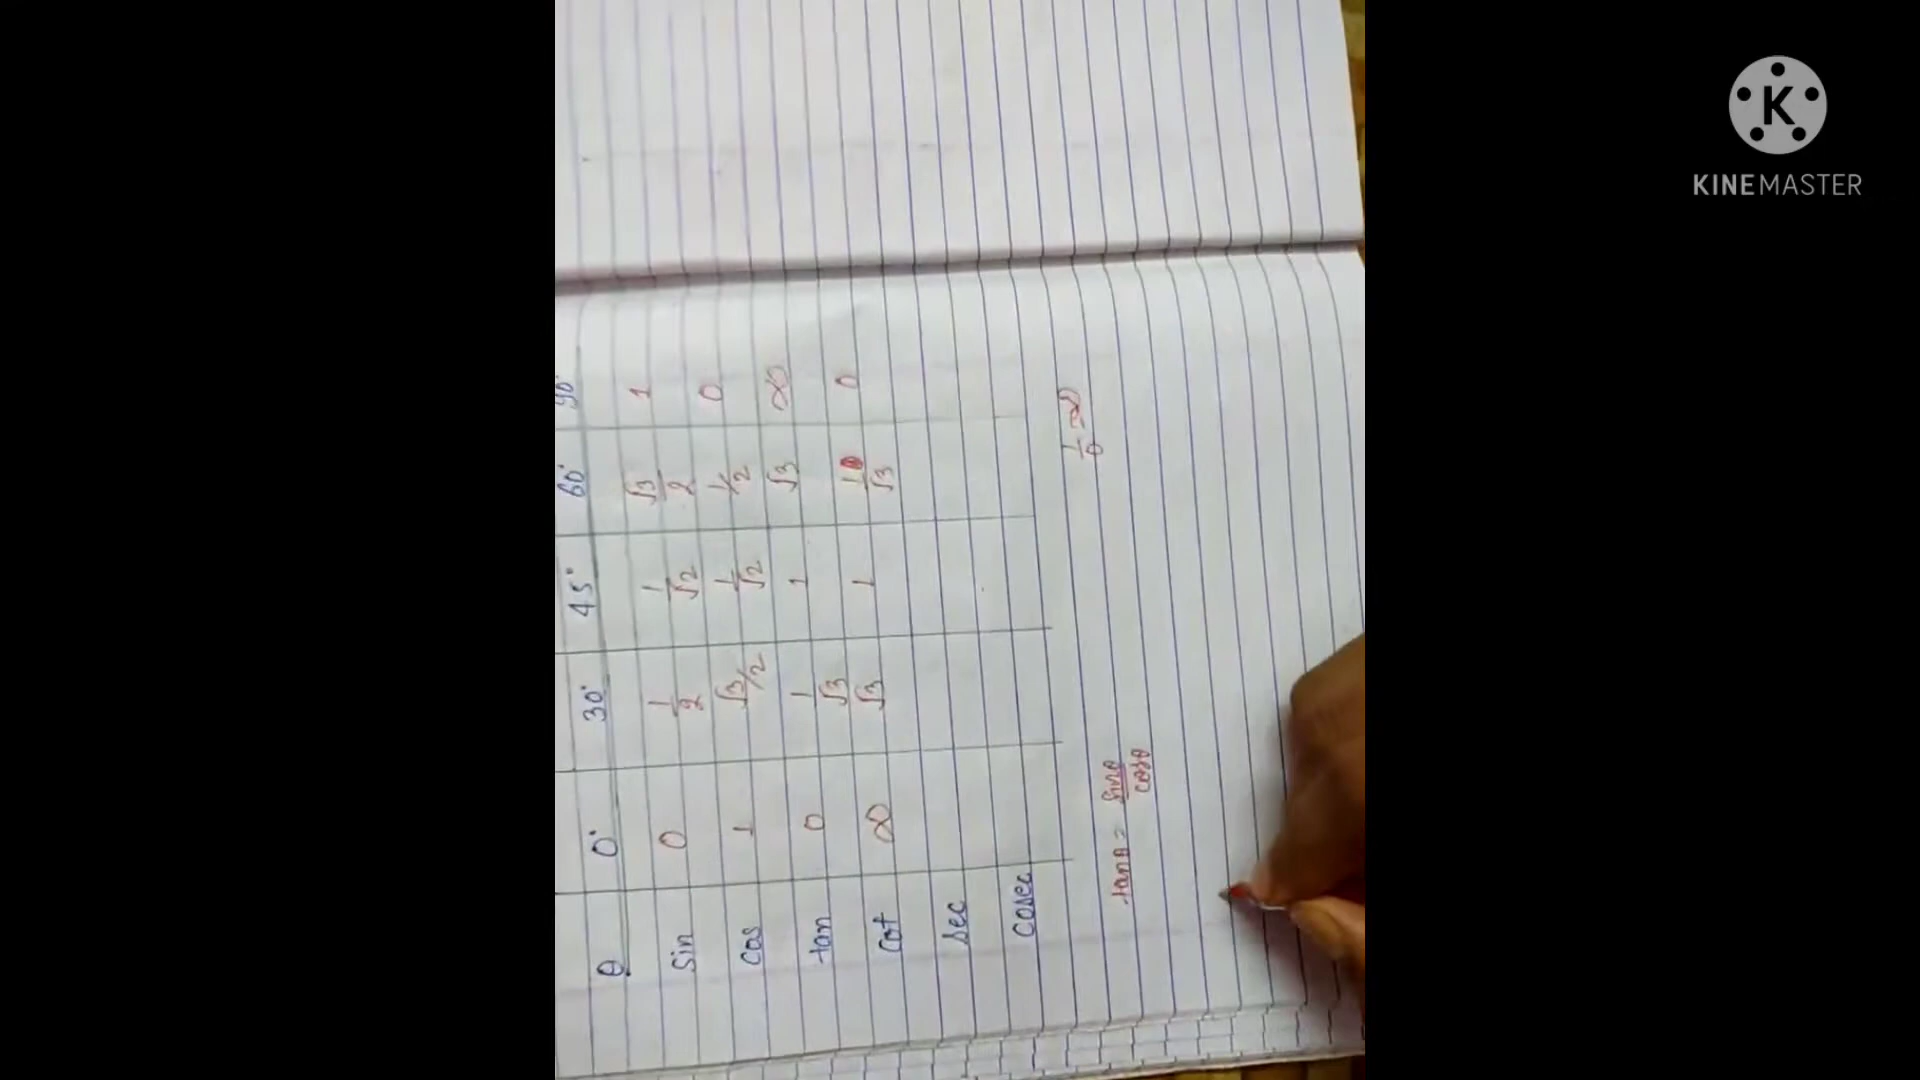 θ 0° 30° 45° 60° 90°
sin 0 1/2 1/√2 √3/2 1
cos 1 √3/2 1/√2 1/2 0
tan 0 1/√3 1 √3 ∞
cot ∞ √3 1 1/√3 0
sec
cosec
1/0 = ∞
tanθ = sinθ/cosθ
K
KINEMASTER